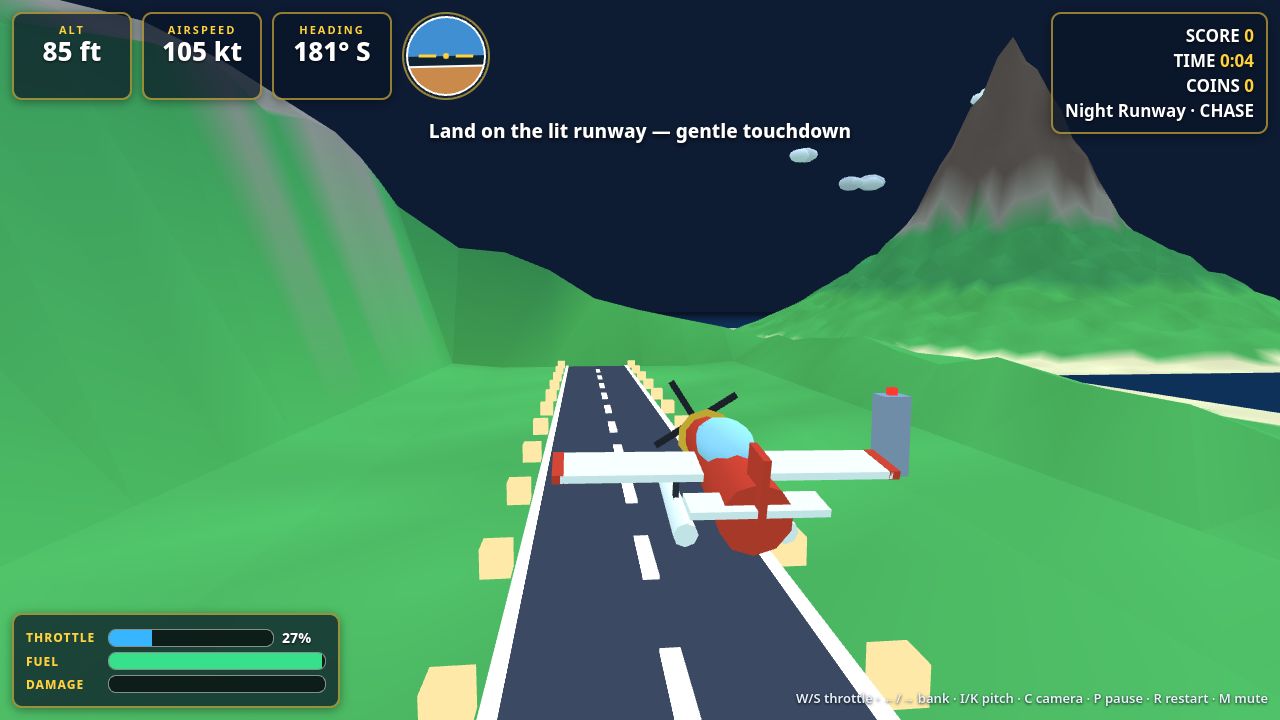 ALT
85 ft
AIRSPEED
105 kt
HEADING
181° S
SCORE 0
TIME 0:04
COINS 0
Night Runway · CHASE
Land on the lit runway — gentle touchdown
THROTTLE 27%
FUEL
DAMAGE
W/S throttle · ←/→ bank · I/K pitch · C camera · P pause · R restart · M mute